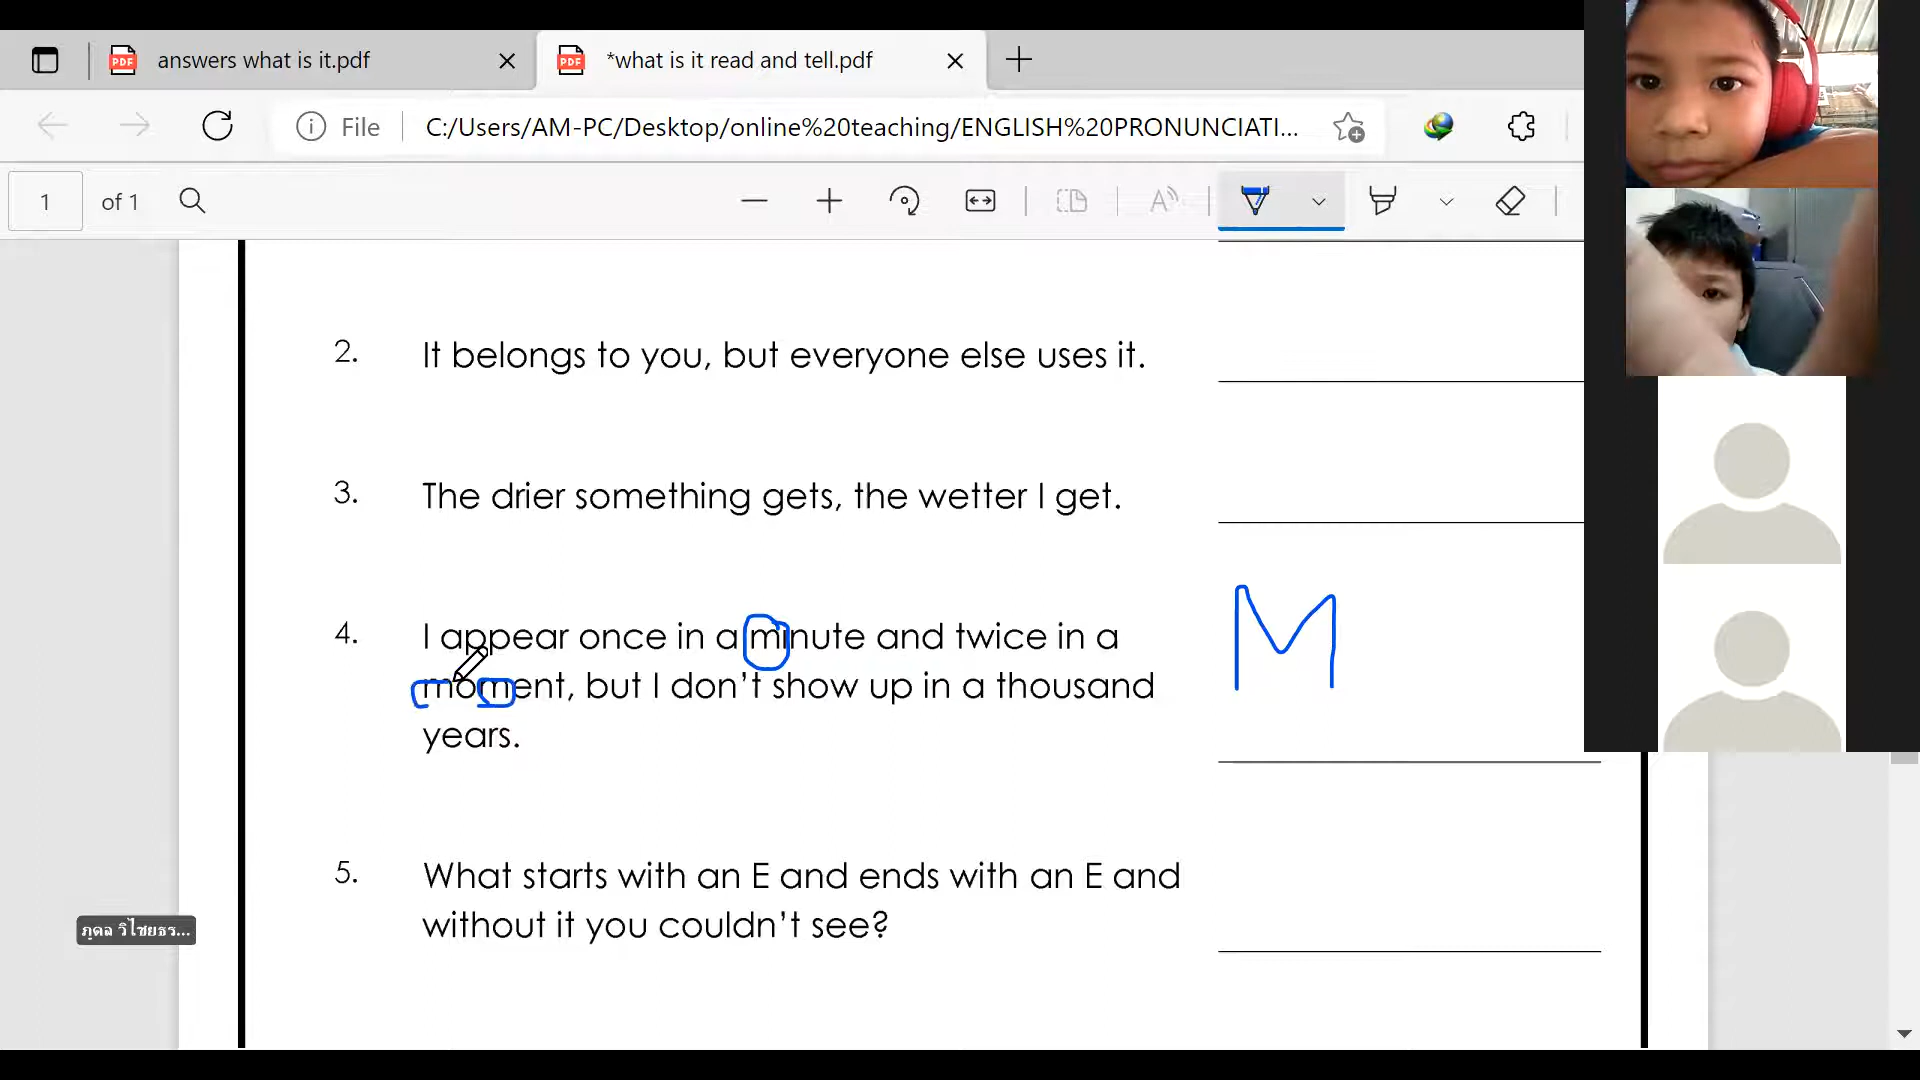 answers what is it.pdf
*what is it read and tell.pdf
File
C:/Users/AM-PC/Desktop/online%20teaching/ENGLISH%20PRONUNCIATI...
1
of 1
2. It belongs to you, but everyone else uses it.
3. The drier something gets, the wetter I get.
4. I appear once in a minute and twice in a
moment, but I don't show up in a thousand
years.
M
5. What starts with an E and ends with an E and
without it you couldn't see?
ภูดล วิไชยธร...